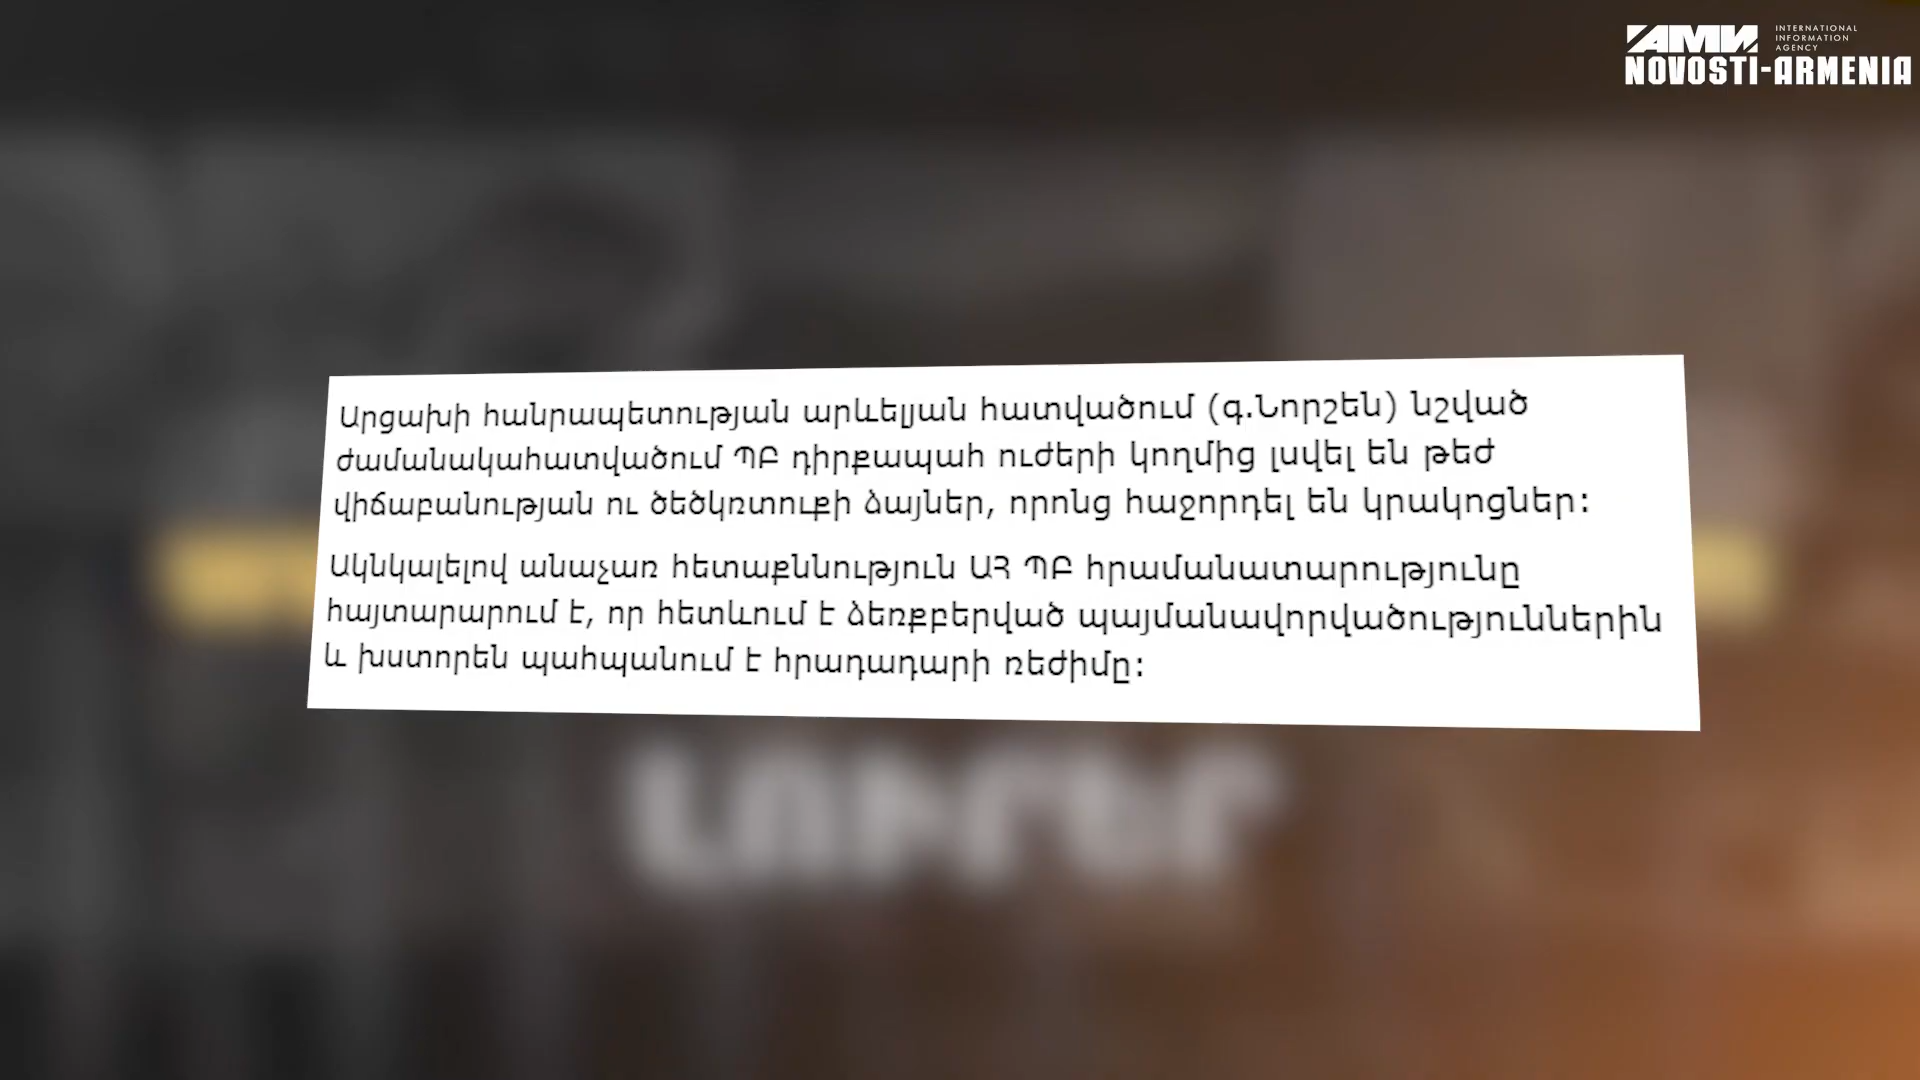 AMИ
INTERNATIONAL
INFORMATION
AGENCY
NOVOSTI-ARMENIA
Արցախի հանրապետության արևելյան հատվածում (գ.Նորշեն) նշված
ժամանակահատվածում ՊԲ դիրքապահ ուժերի կողմից լսվել են թեժ
վիճաբանության ու ծեծկռտուքի ձայներ, որոնց հաջորդել են կրակոցներ:
Ակնկալելով անաչառ հետաքննություն ԱՀ ՊԲ հրամանատարությունը
հայտարարում է, որ հետևում է ձեռքբերված պայմանավորվածություններին
և խստորեն պահպանում է հրադադարի ռեժիմը:
ԼՈՒՐԵՐ